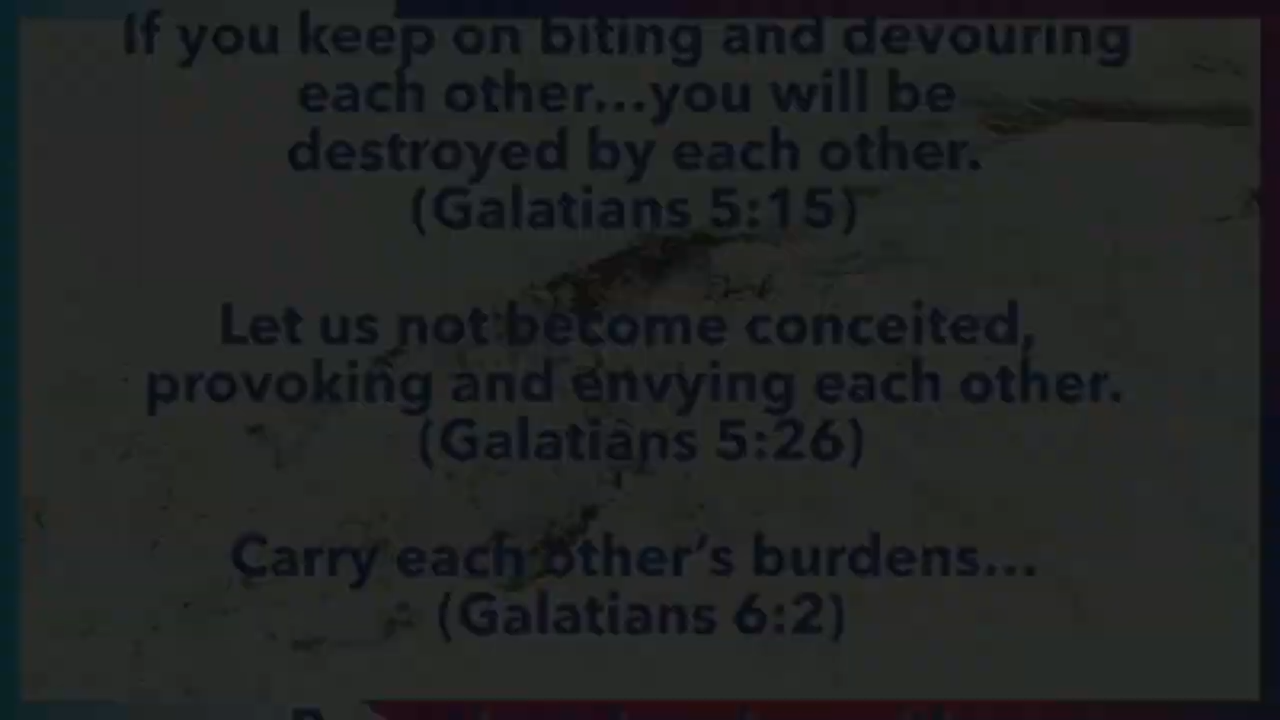 If you keep on biting and devouring
each other...you will be
destroyed by each other.
(Galatians 5:15)
Let us not become conceited,
provoking and envying each other.
(Galatians 5:26)
Carry each other’s burdens...
(Galatians 6:2)